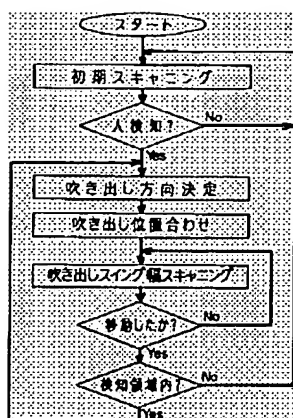 スタート
初期スキャニング
人検知?
No
Yes
吹き出し方向決定
吹き出し位置合わせ
吹き出しスイング幅スキャニング
移動したか?
No
Yes
検知領域内?
No
Yes